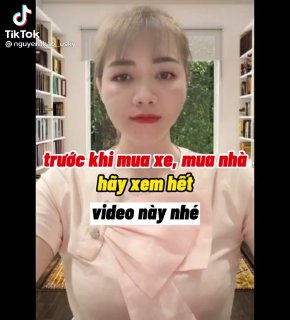 TikTok
trước khi mua xe, mua nhà
hãy xem hết
video này nhé